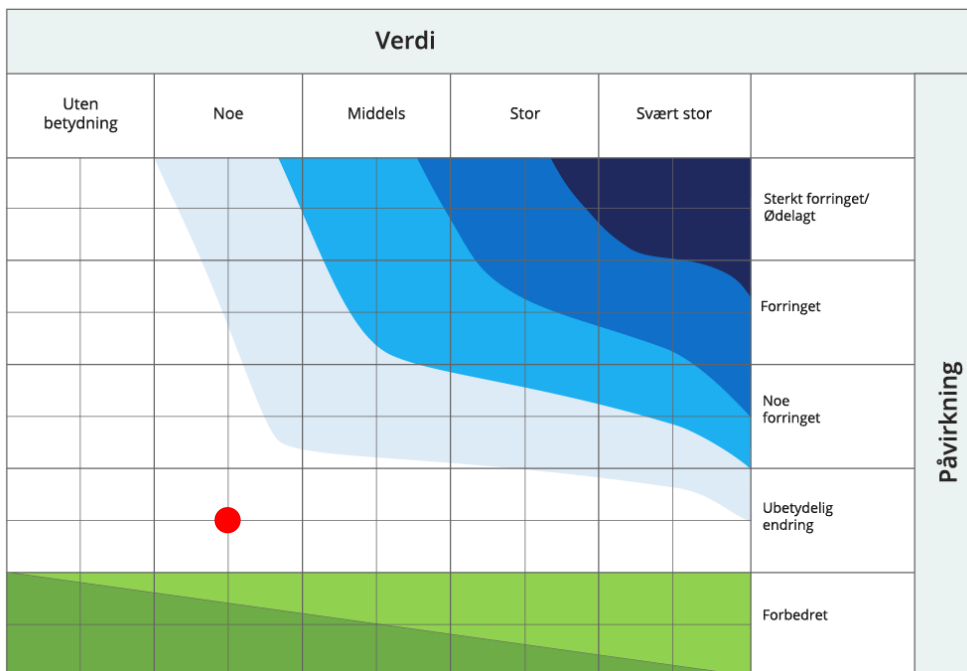 Verdi
Uten
betydning
Noe
Middels
Stor
Svært stor
Sterkt forringet/
Ødelagt
Forringet
Noe
forringet
Ubetydelig
endring
Forbedret
Påvirkning